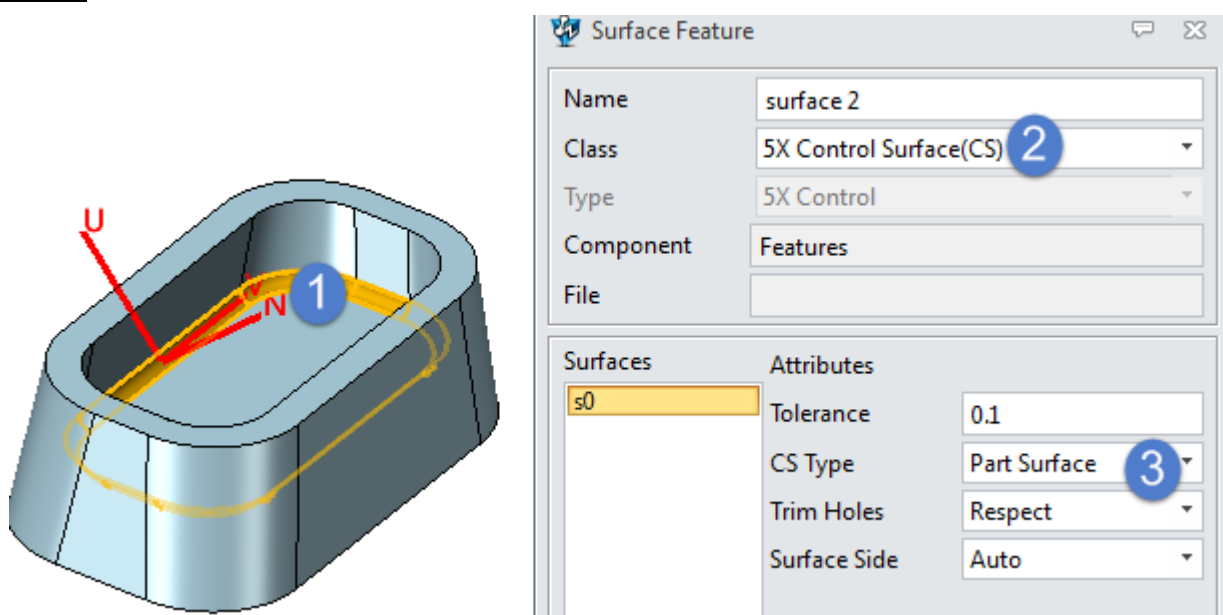 U
V
N
1
Surface Feature
Name surface 2
Class 5X Control Surface(CS) 2
Type 5X Control
Component Features
File
Surfaces Attributes
s0
Tolerance 0.1
CS Type Part Surface 3
Trim Holes Respect
Surface Side Auto